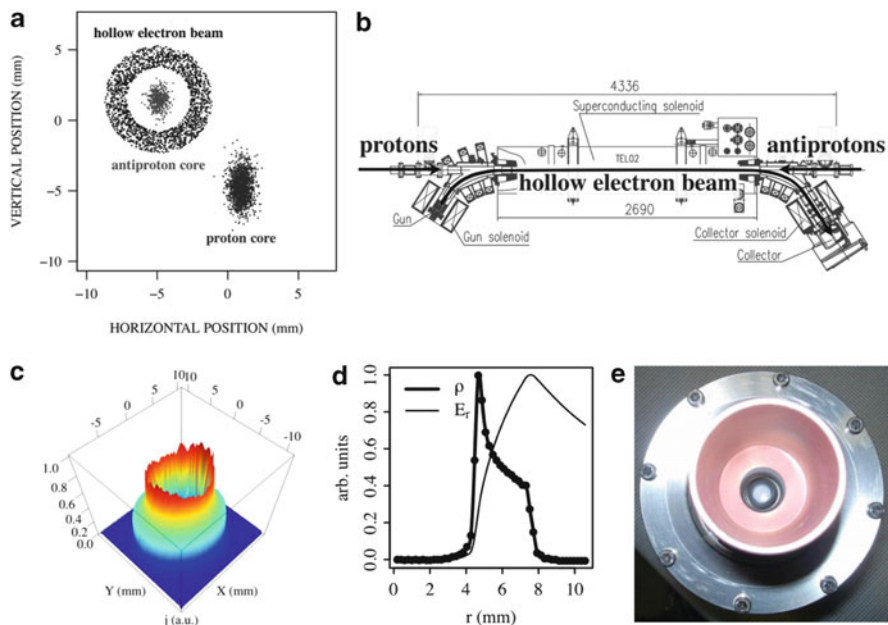 a
hollow electron beam
antiproton core
proton core
VERTICAL POSITION (mm)
5
0
−5
−10
−10
−5
0
5
HORIZONTAL POSITION (mm)
b
4336
Superconducting solenoid
protons
antiprotons
TEL02
hollow electron beam
2690
Gun
Gun solenoid
Collector solenoid
Collector
c
10
10
5
5
0
0
-5
-5
-10
1.0
0.8
0.6
0.4
0.2
0.0
Y (mm)
X (mm)
j (a.u.)
d
ρ
E_r
arb. units
1.0
0.8
0.6
0.4
0.2
0.0
0
2
4
6
8
10
r (mm)
e